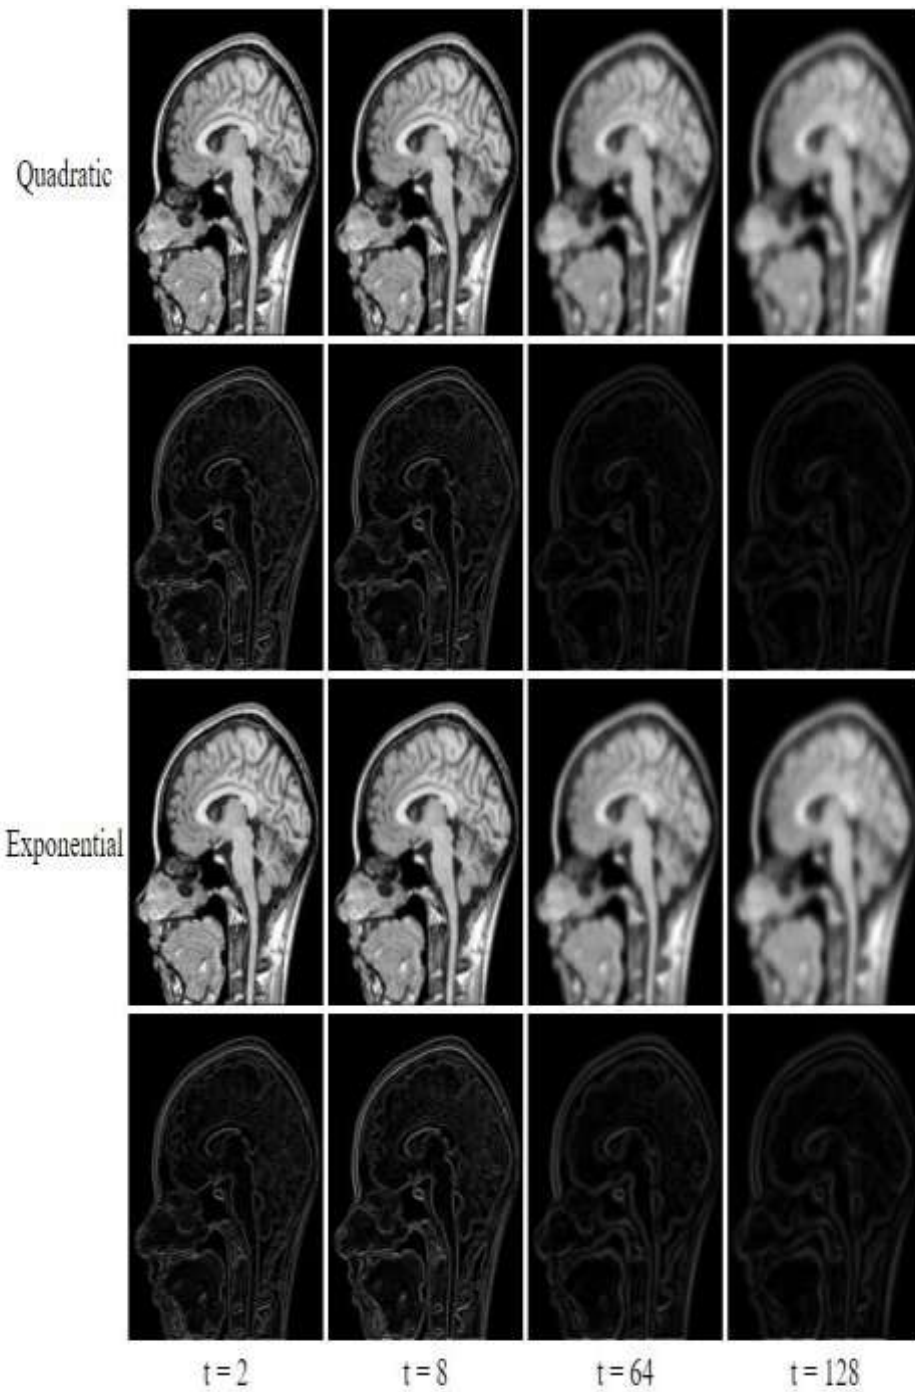 Quadratic
Exponential
t = 2
t = 8
t = 64
t = 128